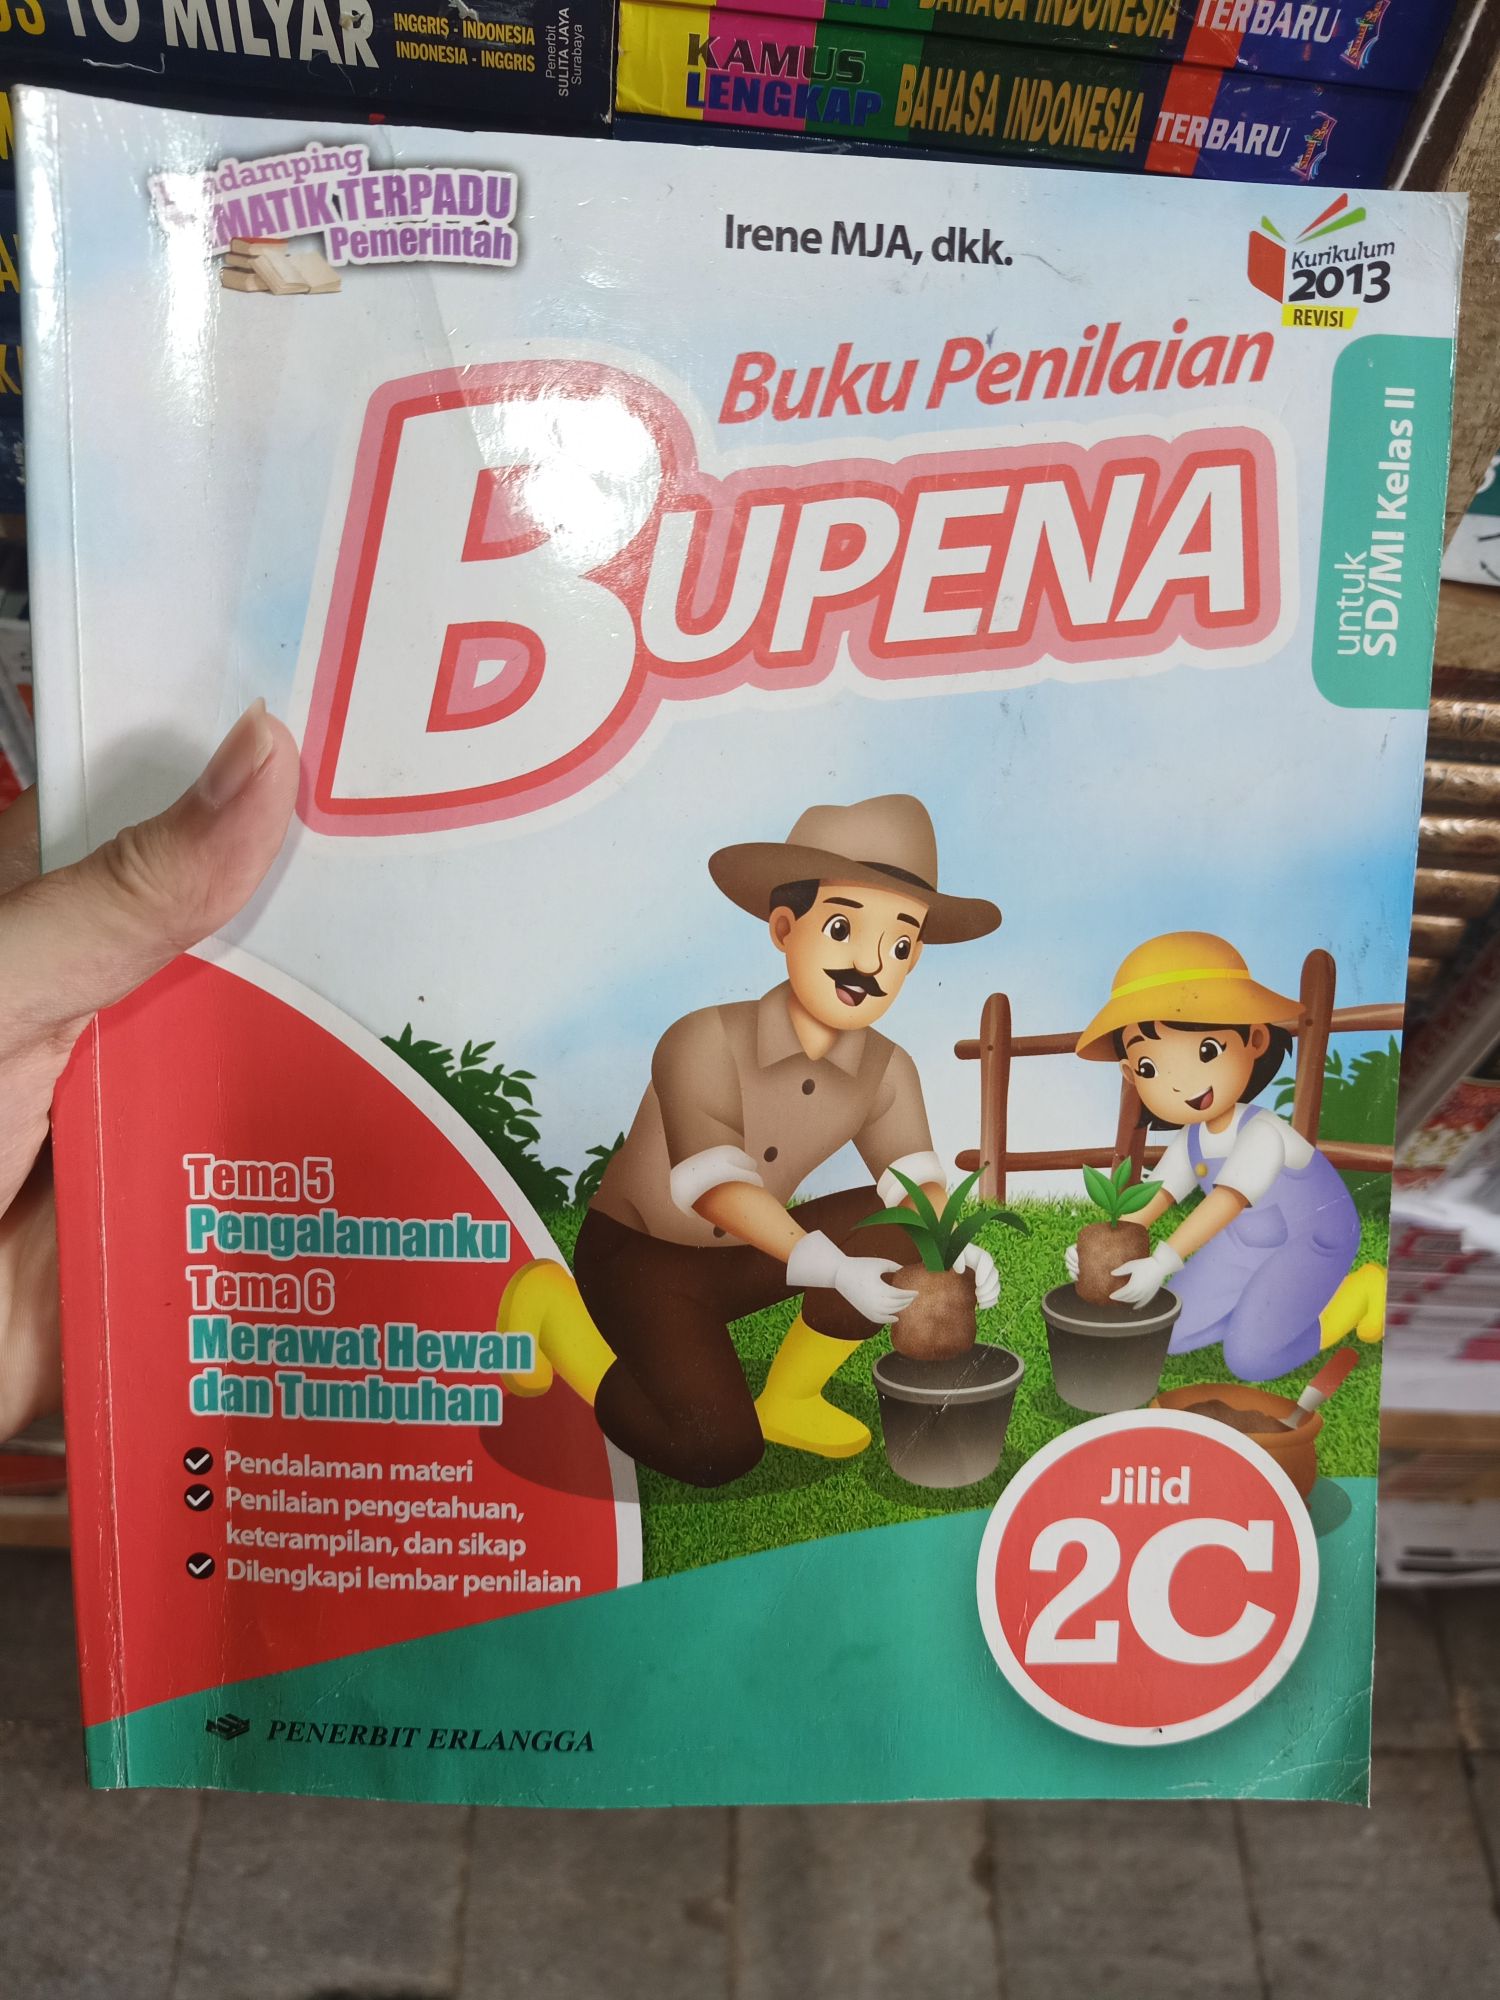 TO MILYAR
INGGRIS - INDONESIA
INDONESIA - INGGRIS
Penerbit
SULITA JAYA
Surabaya
BAHASA INDONESIA TERBARU
KAMUS
LENGKAP
BAHASA INDONESIA TERBARU
TERPADU
Pemerintah
Irene MJA, dkk.
Kurikulum
2013
REVISI
Buku Penilaian
BUPENA
untuk
SD/MI Kelas II
Tema 5
Pengalamanku
Tema 6
Merawat Hewan
dan Tumbuhan
Pendalaman materi
Penilaian pengetahuan,
keterampilan, dan sikap
Dilengkapi lembar penilaian
Jilid
2C
PENERBIT ERLANGGA